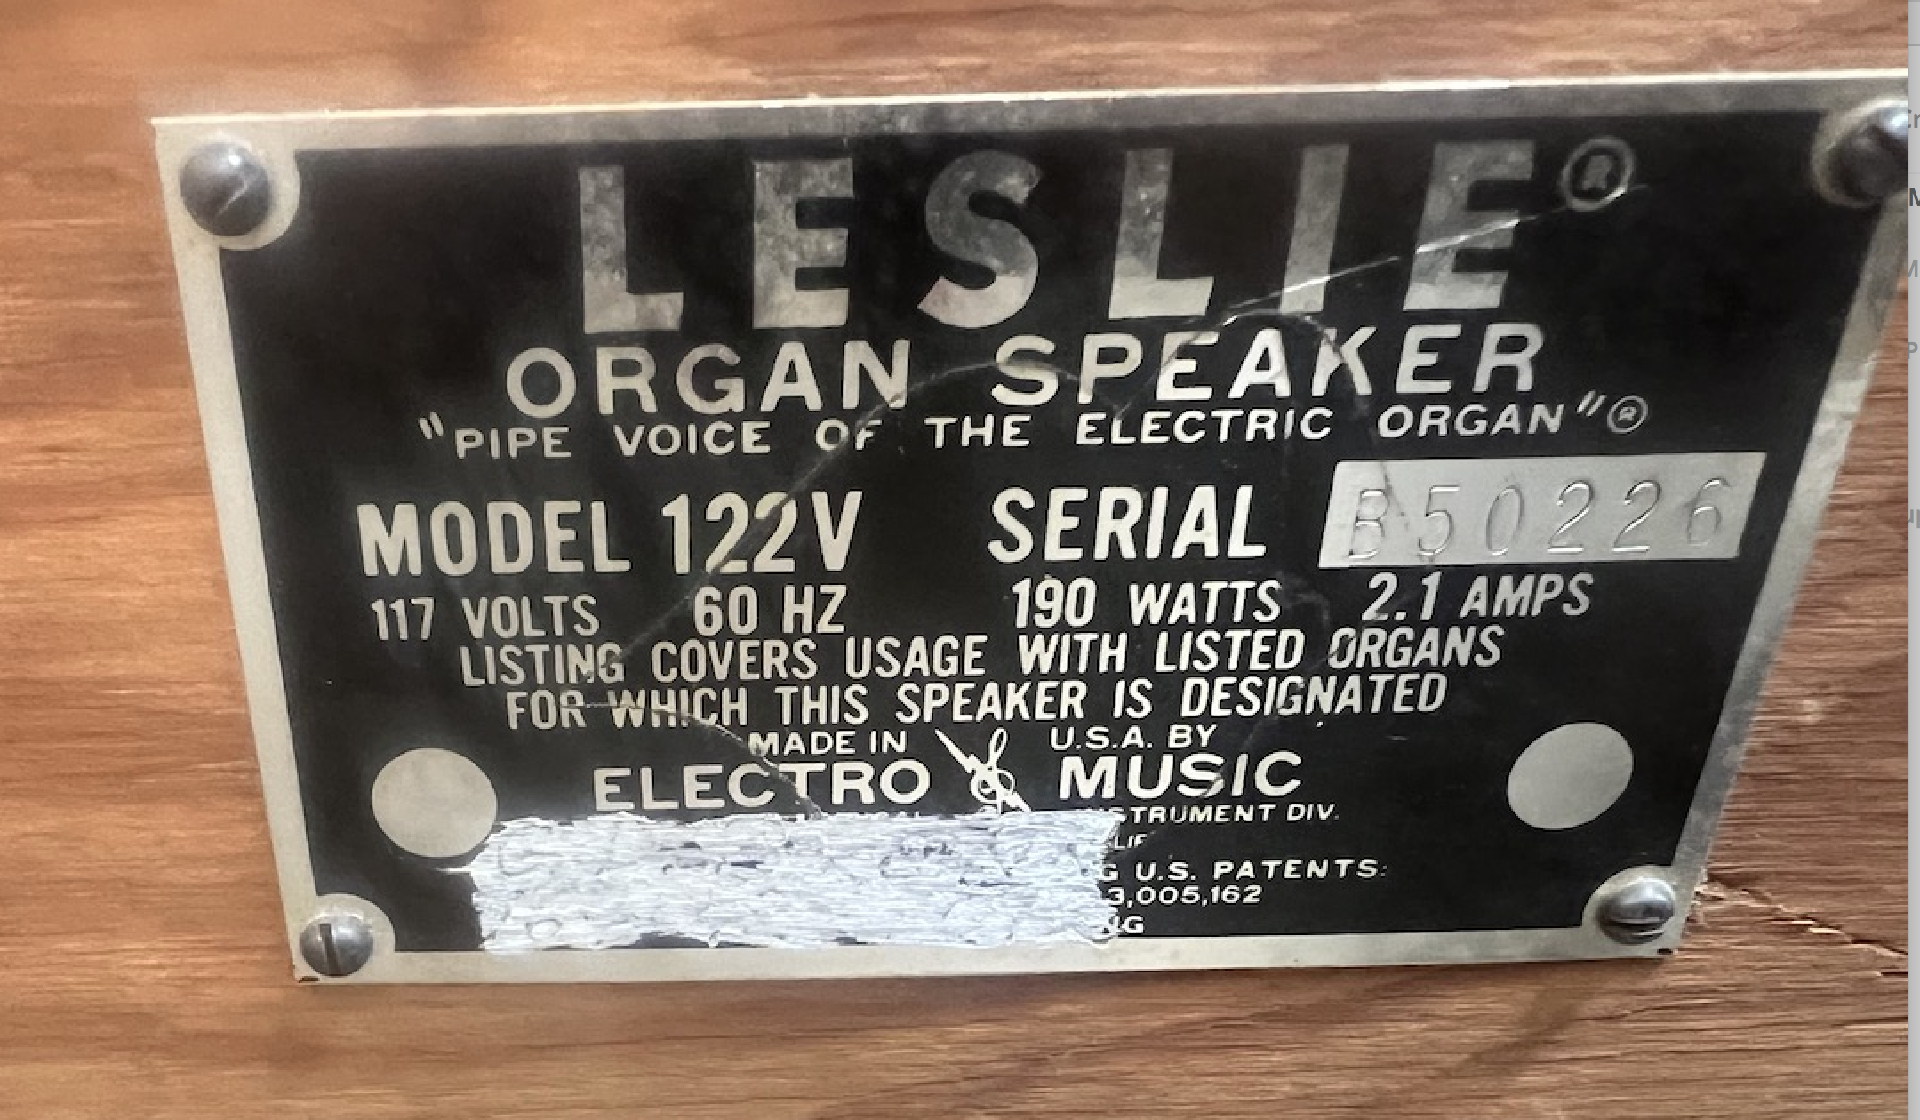 LESLIE®
ORGAN SPEAKER
"PIPE VOICE OF THE ELECTRIC ORGAN"®
MODEL 122V SERIAL B50226
117 VOLTS 60 HZ 190 WATTS 2.1 AMPS
LISTING COVERS USAGE WITH LISTED ORGANS
FOR WHICH THIS SPEAKER IS DESIGNATED
MADE IN U.S.A. BY
ELECTRO MUSIC
DIV.
U.S. PATENTS:
3,005,162